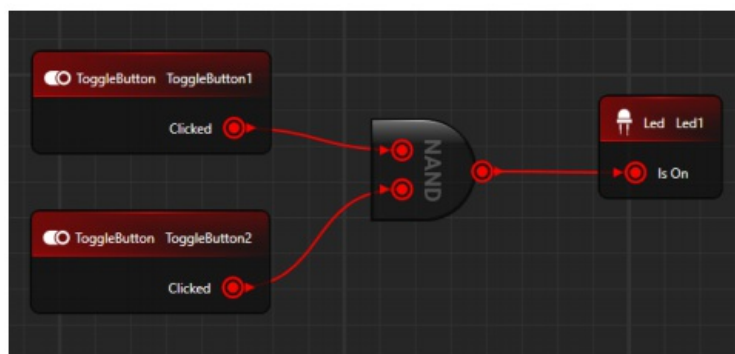 ToggleButton ToggleButton1
Clicked
NAND
Led Led1
Is On
ToggleButton ToggleButton2
Clicked